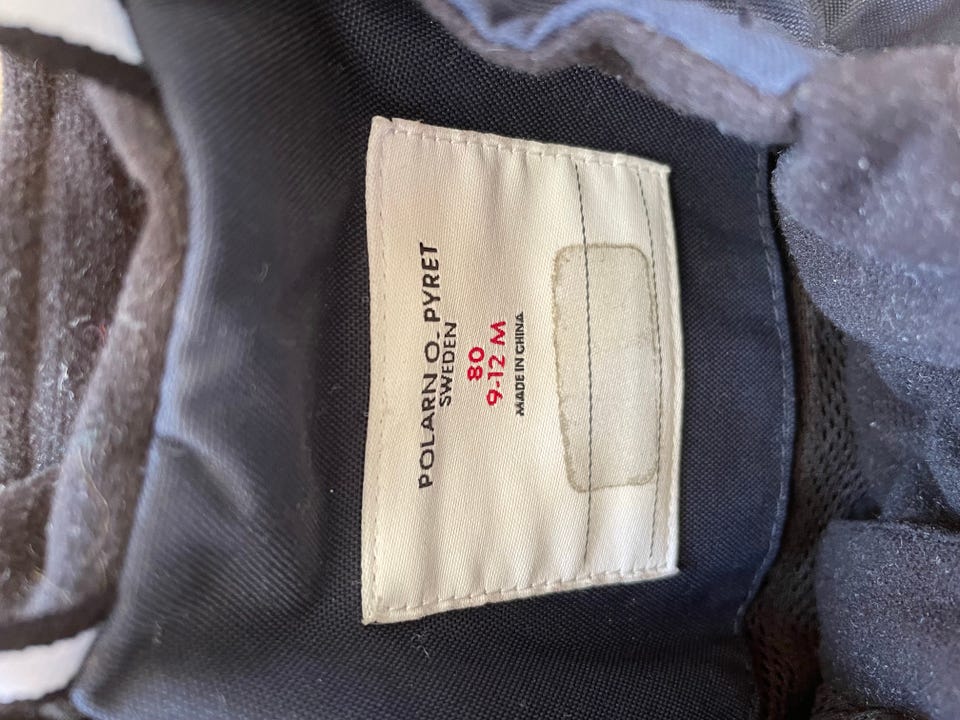 POLARN O. PYRET
SWEDEN
80
9-12 M
MADE IN CHINA